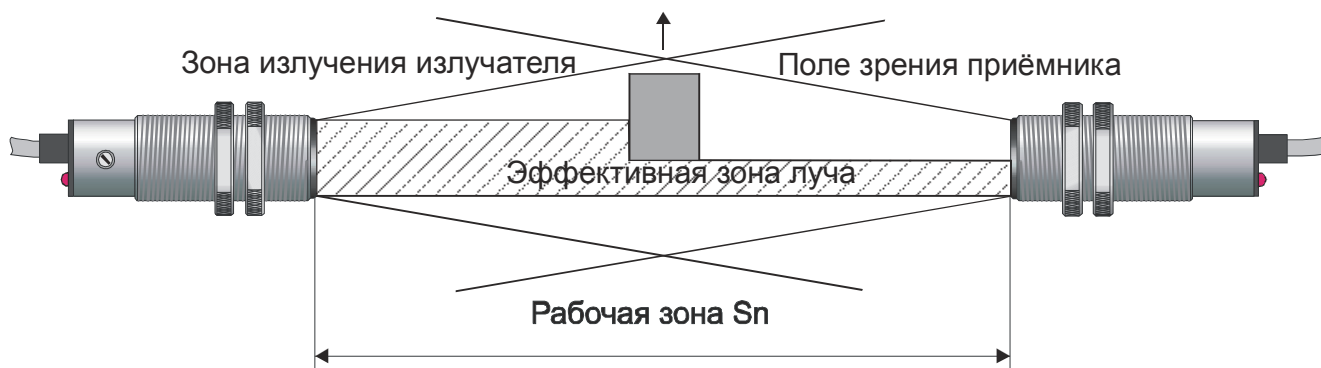 Зона излучения излучателя
Поле зрения приёмника
Эффективная зона луча
Рабочая зона Sn